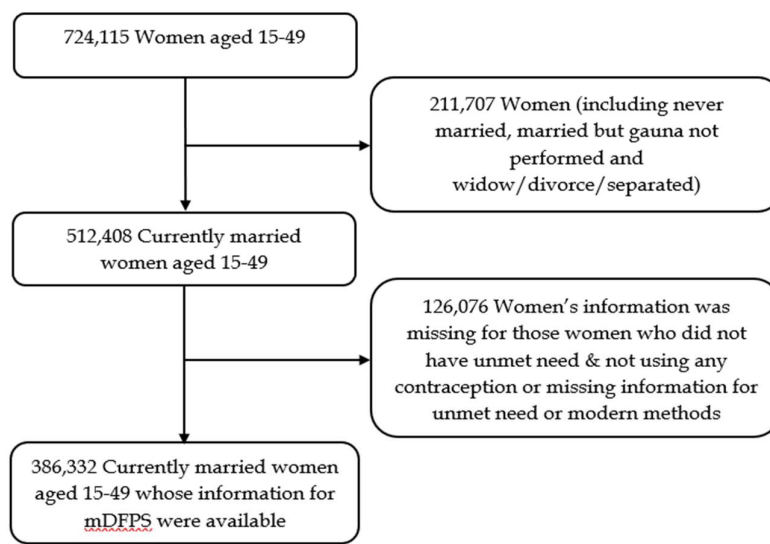 724,115 Women aged 15-49
211,707 Women (including never
married, married but gauna not
performed and
widow/divorce/separated)
512,408 Currently married
women aged 15-49
126,076 Women’s information was
missing for those women who did not
have unmet need & not using any
contraception or missing information for
unmet need or modern methods
386,332 Currently married women
aged 15-49 whose information for
mDFPS were available